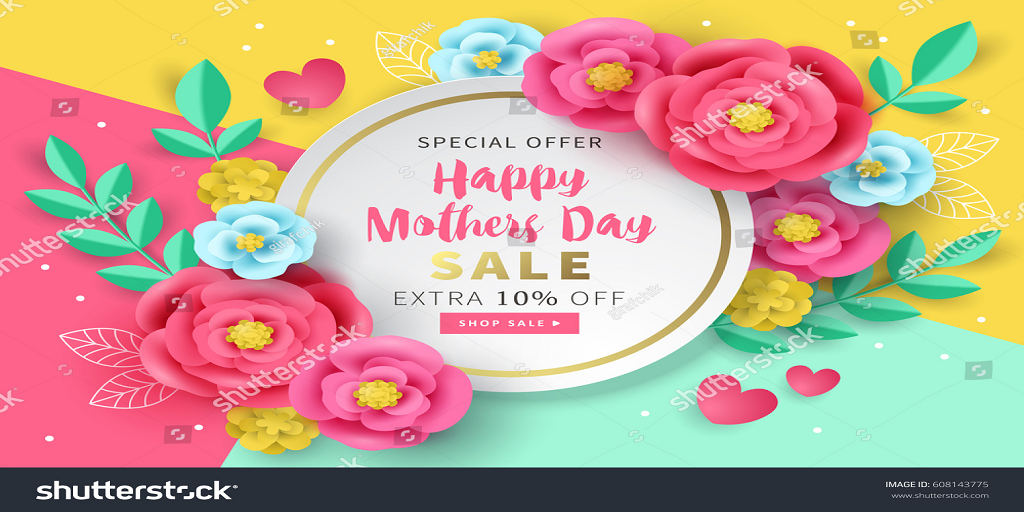 SPECIAL OFFER
Happy
Mothers Day
SALE
EXTRA 10% OFF
SHOP SALE
shutterstock
IMAGE ID: 608143775
www.shutterstock.com